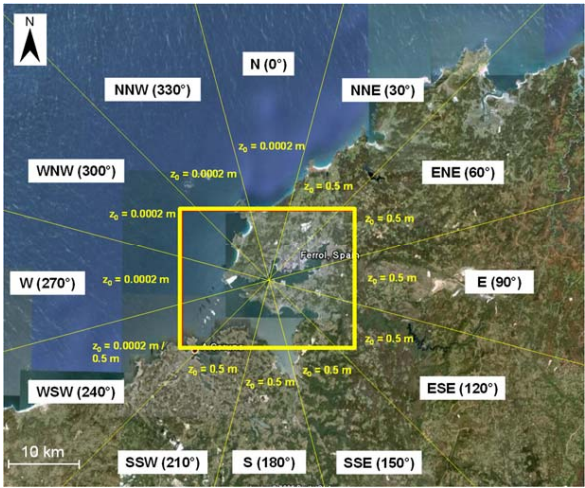 N
N (0°)
NNW (330°)
NNE (30°)
z₀ = 0.0002 m
z₀ = 0.0002 m
WNW (300°)
ENE (60°)
z₀ = 0.5 m
z₀ = 0.0002 m
z₀ = 0.5 m
Ferrol, Spain
W (270°)
z₀ = 0.0002 m
z₀ = 0.5 m
E (90°)
z₀ = 0.0002 m /
0.5 m
z₀ = 0.5 m
z₀ = 0.5 m
z₀ = 0.5 m
z₀ = 0.5 m
WSW (240°)
ESE (120°)
10 km
SSW (210°)
S (180°)
SSE (150°)